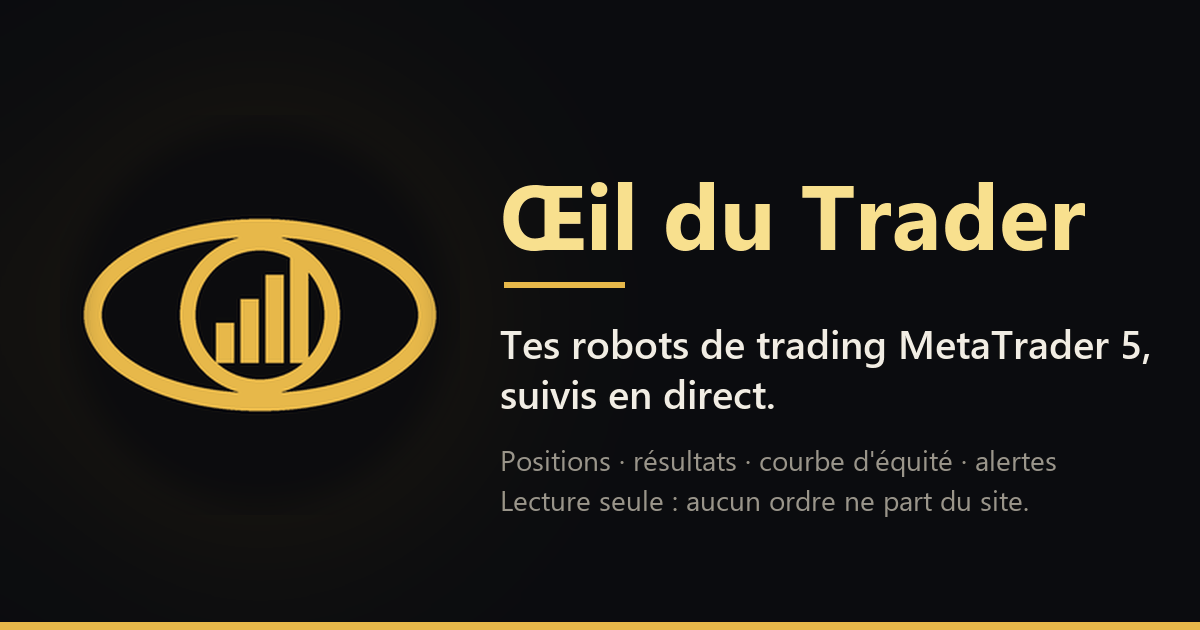 Œil du Trader
Tes robots de trading MetaTrader 5,
suivis en direct.
Positions · résultats · courbe d'équité · alertes
Lecture seule : aucun ordre ne part du site.